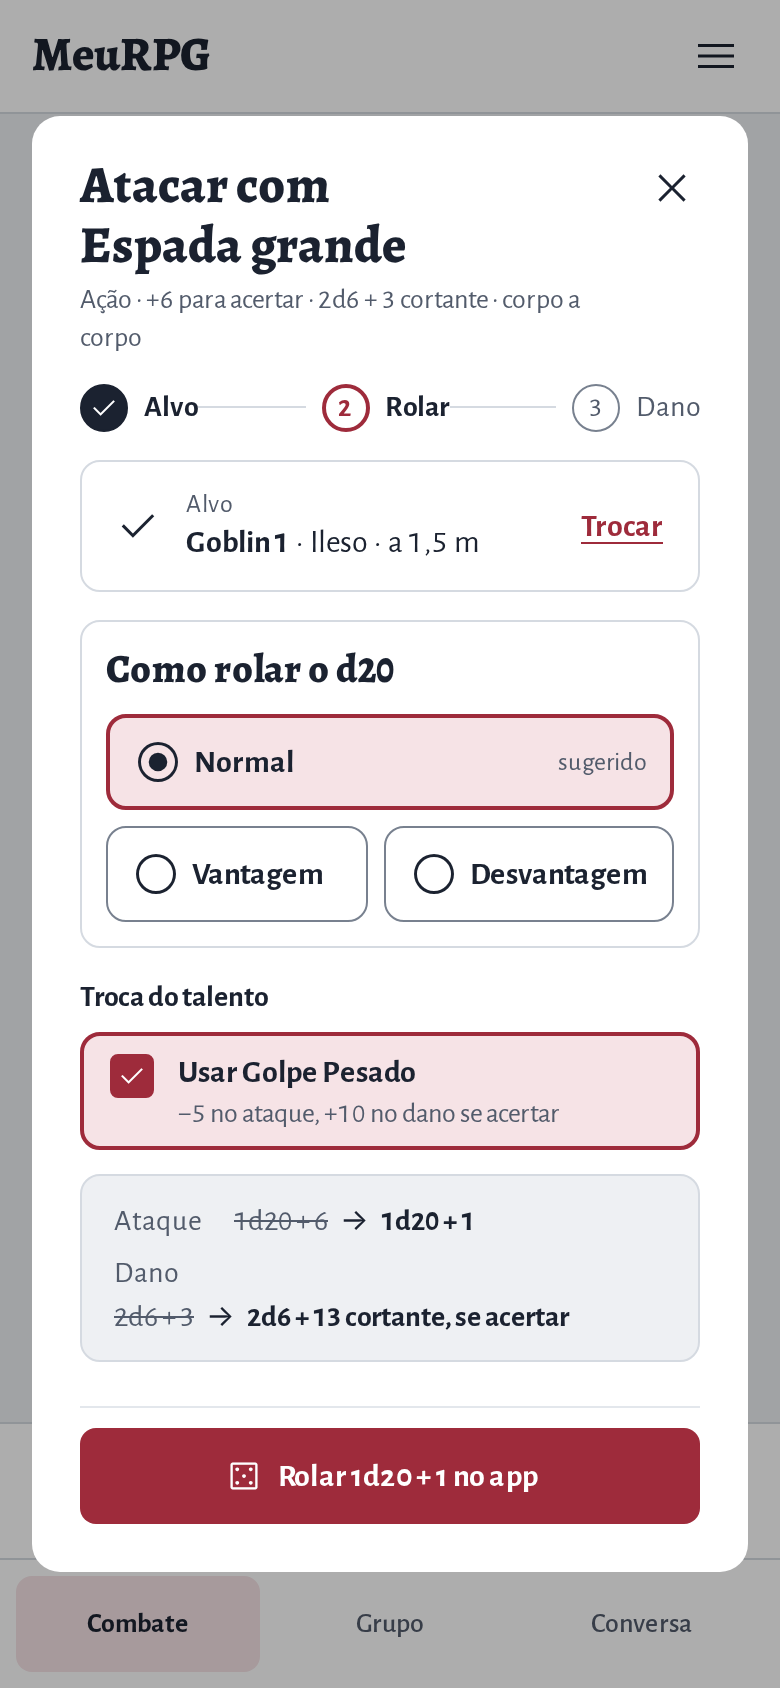 MeuRPG
Atacar com
Espada grande
Ação · +6 para acertar · 2d6 + 3 cortante · corpo a
corpo
Alvo
2 Rolar
3 Dano
Alvo
Goblin 1 · Ileso · a 1,5 m
Trocar
Como rolar o d20
Normal
sugerido
Vantagem
Desvantagem
Troca do talento
Usar Golpe Pesado
−5 no ataque, +10 no dano se acertar
Ataque 1d20 + 6 → 1d20 + 1
Dano
2d6 + 3 → 2d6 + 13 cortante, se acertar
Rolar 1d20 + 1 no app
Combate
Grupo
Conversa